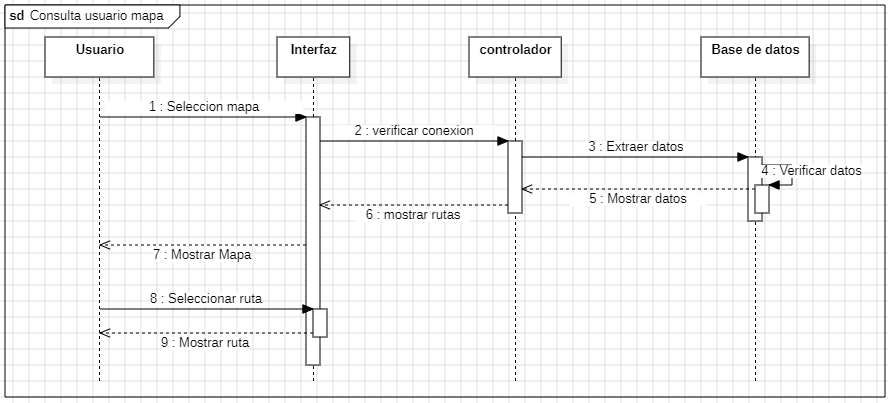 sd Consulta usuario mapa
Usuario
Interfaz
controlador
Base de datos
1 : Seleccion mapa
2 : verificar conexion
3 : Extraer datos
4 : Verificar datos
5 : Mostrar datos
6 : mostrar rutas
7 : Mostrar Mapa
8 : Seleccionar ruta
9 : Mostrar ruta